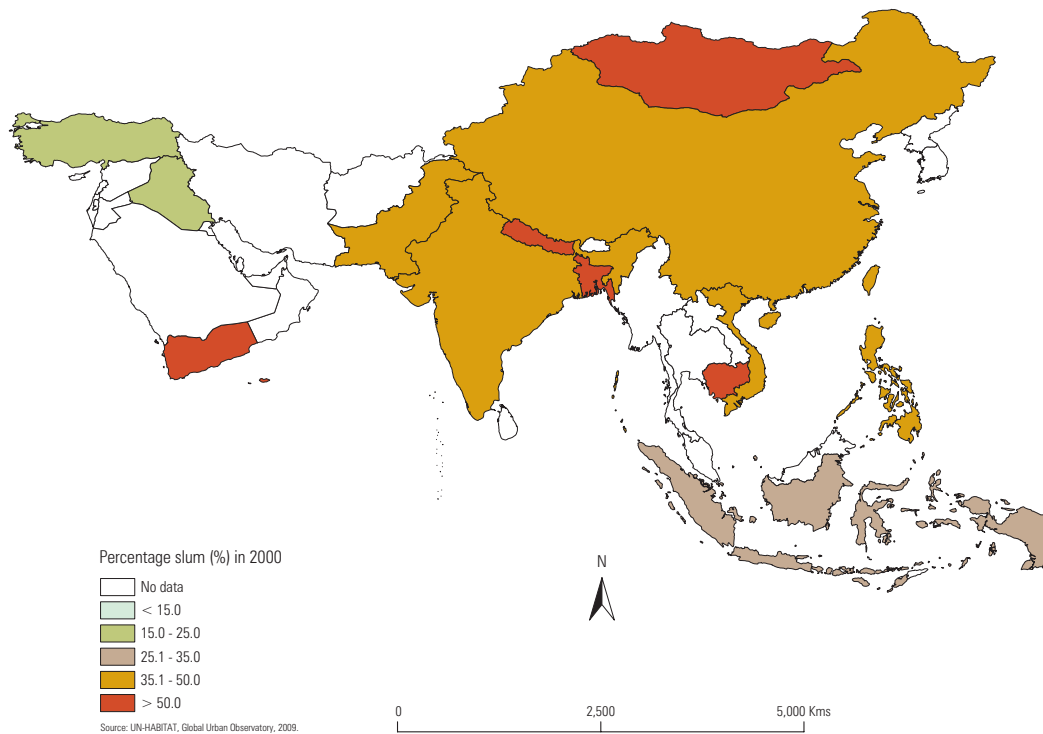 N
Percentage slum (%) in 2000
No data
< 15.0
15.0 - 25.0
25.1 - 35.0
35.1 - 50.0
> 50.0
0 2,500 5,000 Kms
Source: UN-HABITAT, Global Urban Observatory, 2009.